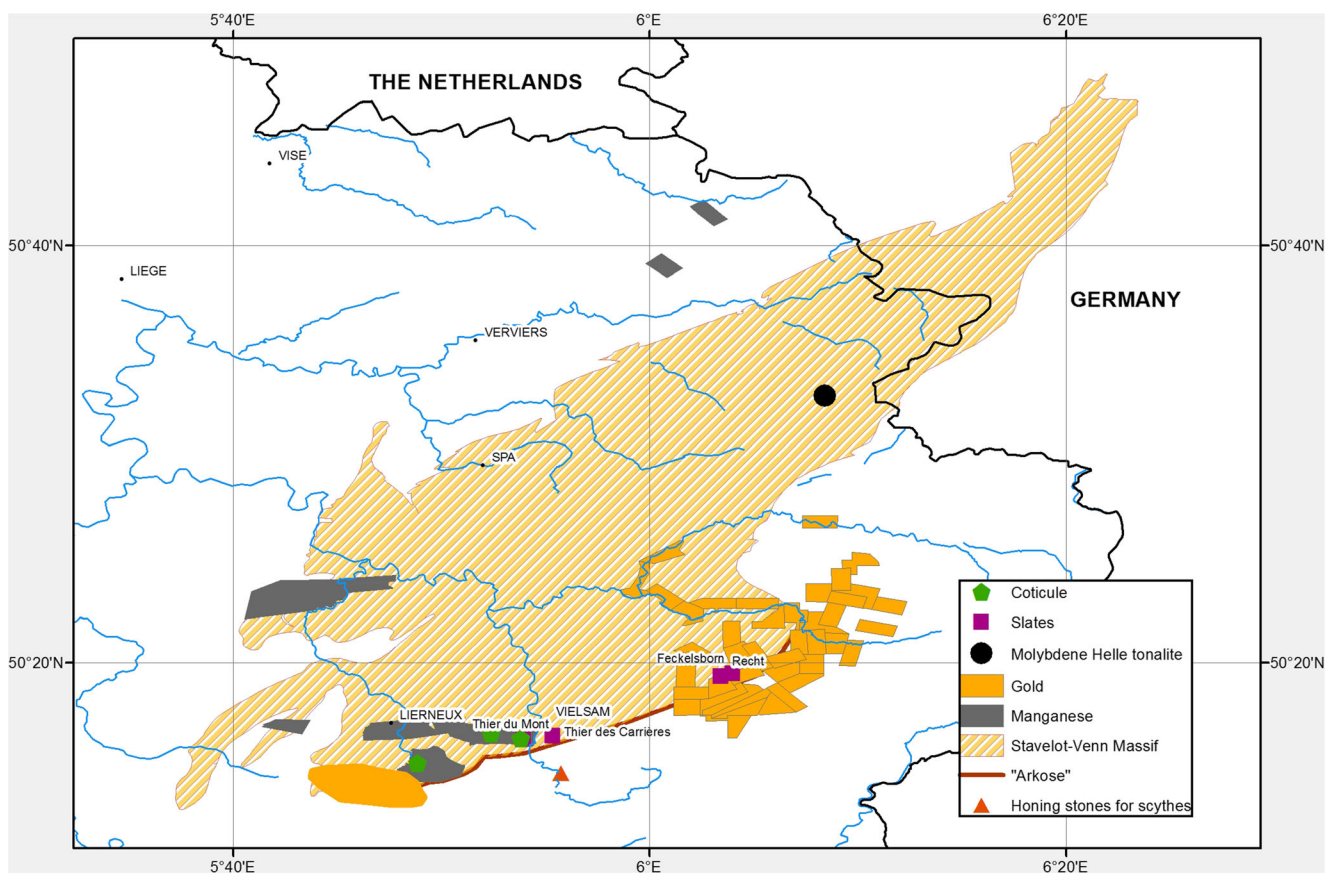 5°40'E
6°E
6°20'E
THE NETHERLANDS
VISE
50°40'N
50°40'N
LIEGE
GERMANY
VERVIERS
SPA
Coticule
Slates
Molybdene Helle tonalite
Gold
Manganese
Stavelot-Venn Massif
"Arkose"
Honing stones for scythes
50°20'N
Feckelsborn
Recht
50°20'N
LIERNEUX
VIELSAM
Thier du Mont
Thier des Carrières
5°40'E
6°E
6°20'E